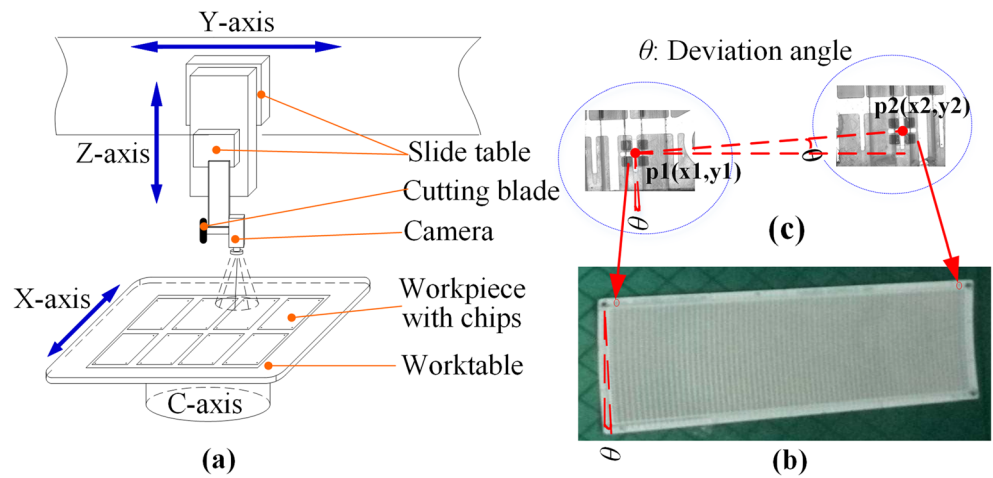 Y-axis
Z-axis
Slide table
Cutting blade
Camera
X-axis
Workpiece
with chips
Worktable
C-axis
(a)
θ: Deviation angle
p2(x2,y2)
θ
p1(x1,y1)
θ
(c)
θ
(b)